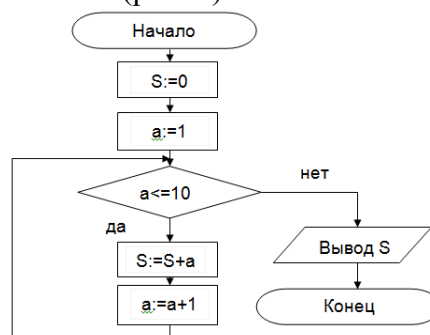 Начало
S:=0
a:=1
a<=10
нет
да
S:=S+a
Вывод S
a:=a+1
Конец